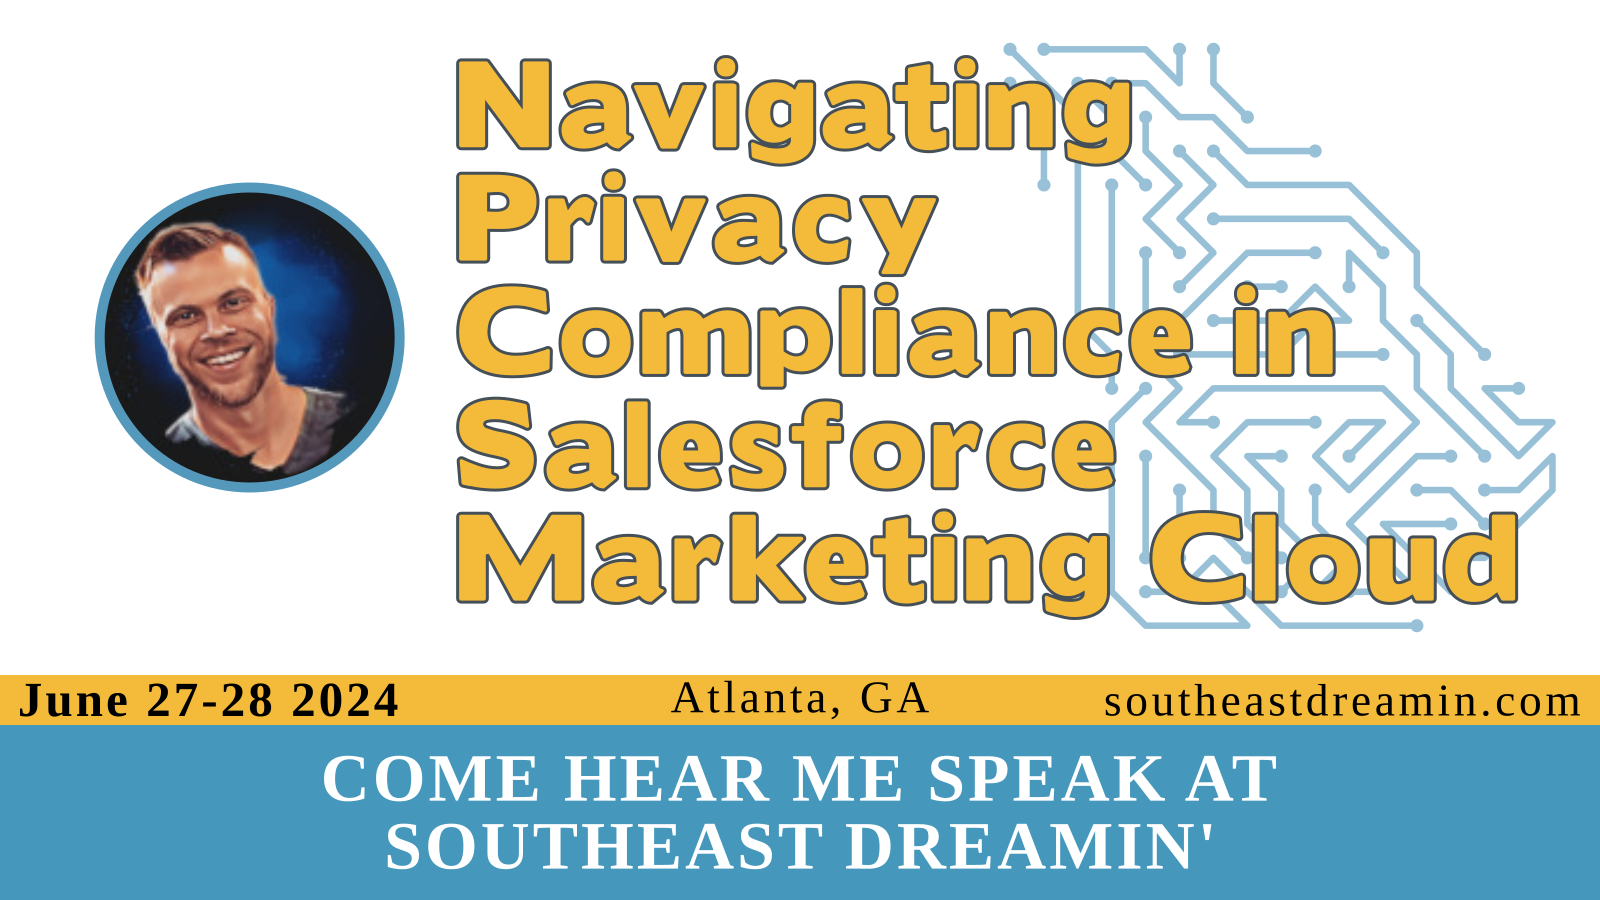 Navigating
Privacy
Compliance in
Salesforce
Marketing Cloud
June 27-28 2024
Atlanta, GA
southeastdreamin.com
COME HEAR ME SPEAK AT
SOUTHEAST DREAMIN'